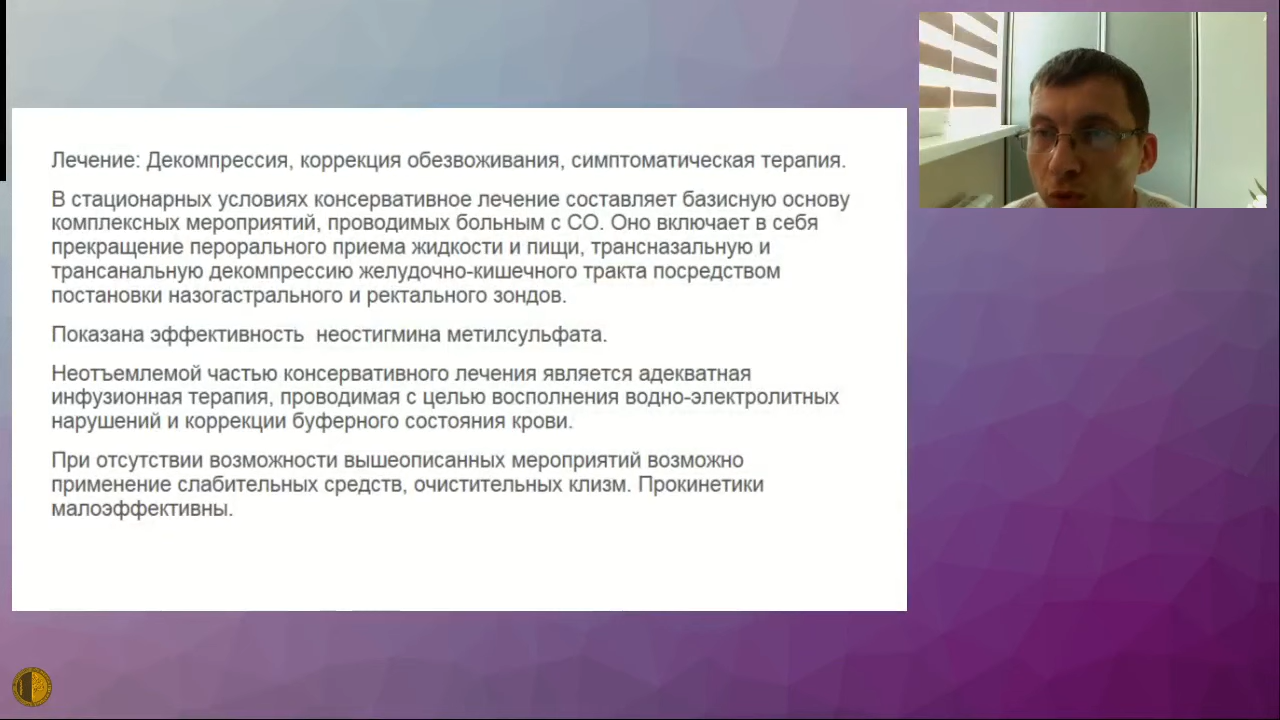 Лечение: Декомпрессия, коррекция обезвоживания, симптоматическая терапия.
В стационарных условиях консервативное лечение составляет базисную основу
комплексных мероприятий, проводимых больным с СО. Оно включает в себя
прекращение перорального приема жидкости и пищи, трансназальную и
трансанальную декомпрессию желудочно-кишечного тракта посредством
постановки назогастрального и ректального зондов.
Показана эффективность  неостигмина метилсульфата.
Неотъемлемой частью консервативного лечения является адекватная
инфузионная терапия, проводимая с целью восполнения водно-электролитных
нарушений и коррекции буферного состояния крови.
При отсутствии возможности вышеописанных мероприятий возможно
применение слабительных средств, очистительных клизм. Прокинетики
малоэффективны.